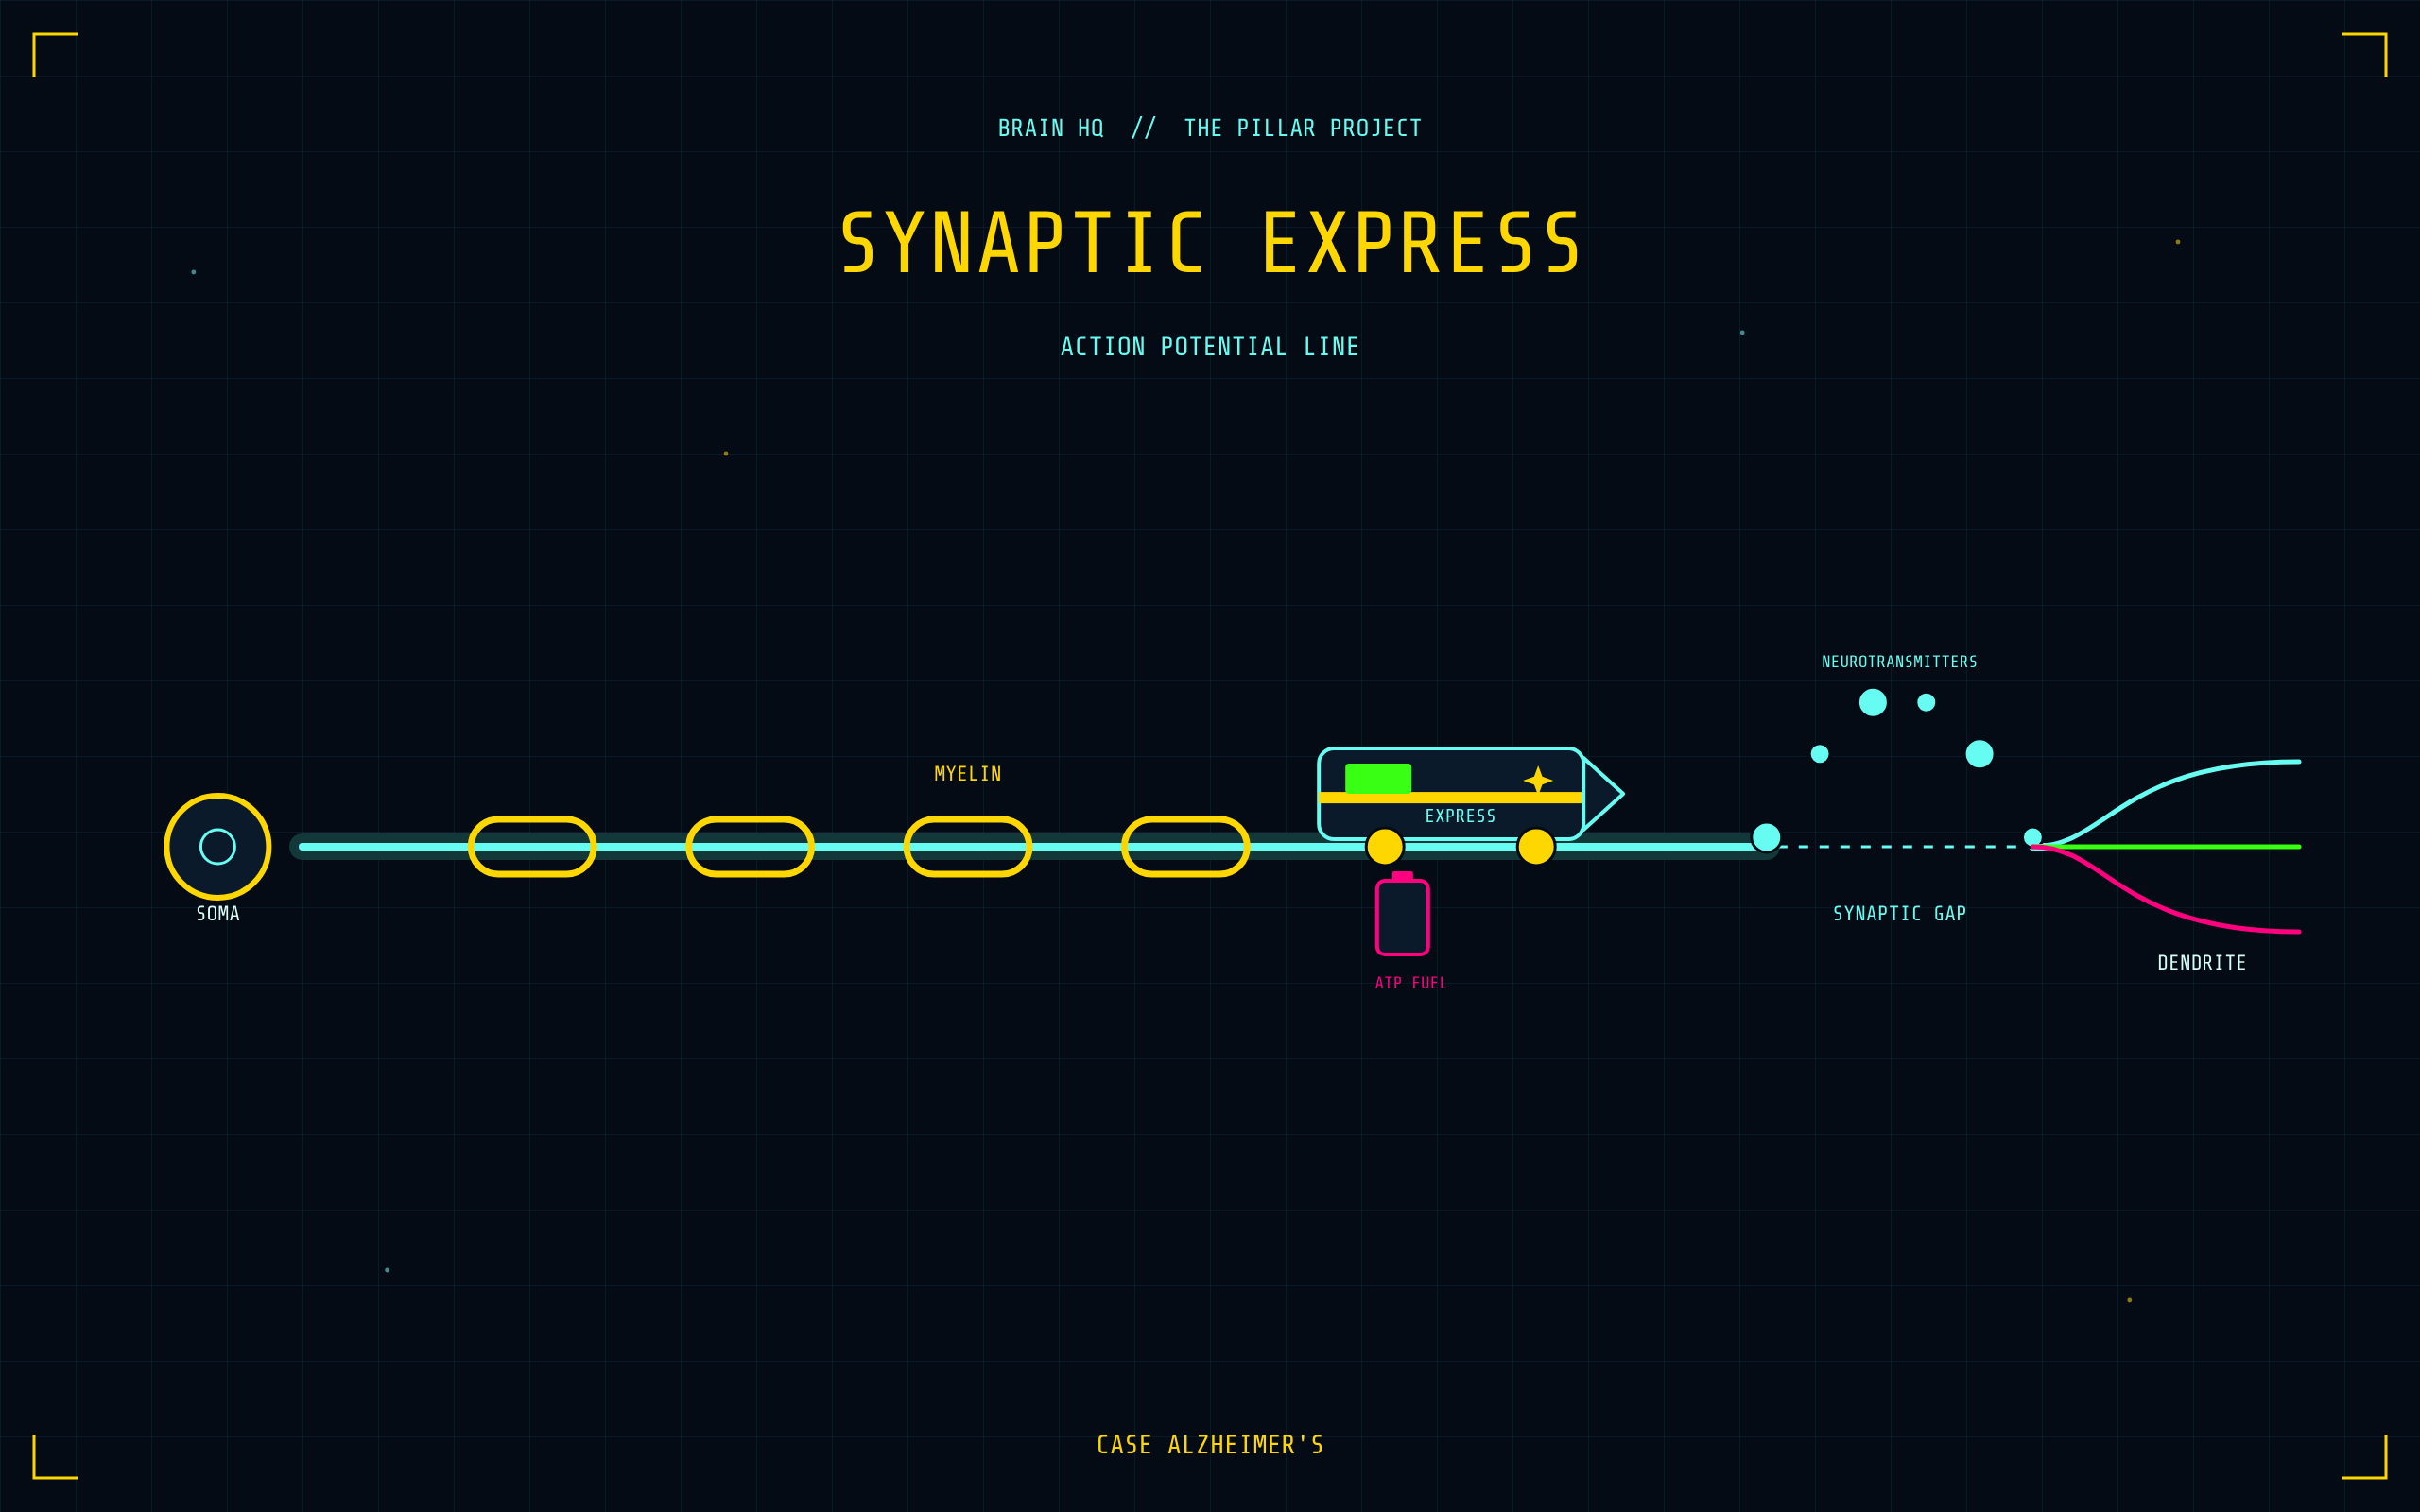 BRAIN HQ // THE PILLAR PROJECT
SYNAPTIC EXPRESS
ACTION POTENTIAL LINE
NEUROTRANSMITTERS
MYELIN
EXPRESS
SOMA
SYNAPTIC GAP
DENDRITE
ATP FUEL
CASE ALZHEIMER'S